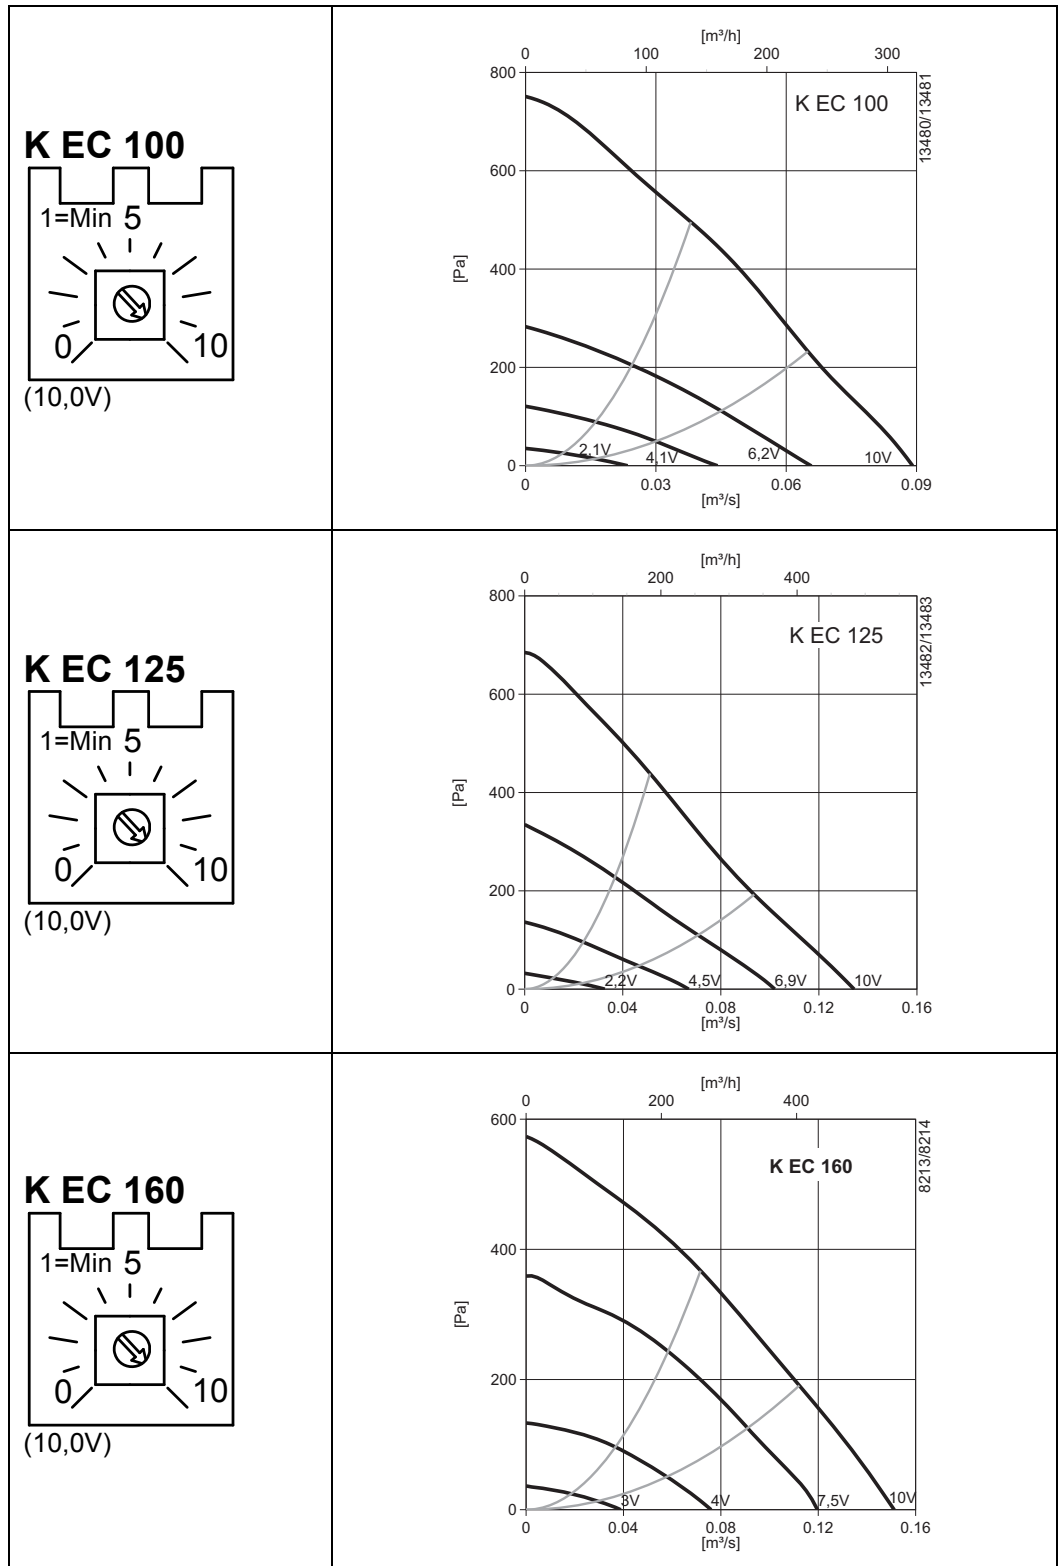 K EC 100
1=Min 5
0 10
(10,0V)
[m³/h]
0 100 200 300
800
K EC 100
13480/13481
600
[Pa]
400
200
2,1V 4,1V 6,2V 10V
0
0 0.03 0.06 0.09
[m³/s]
K EC 125
1=Min 5
0 10
(10,0V)
[m³/h]
0 200 400
800
K EC 125
13482/13483
600
[Pa]
400
200
2,2V 4,5V 6,9V 10V
0
0 0.04 0.08 0.12 0.16
[m³/s]
K EC 160
1=Min 5
0 10
(10,0V)
[m³/h]
0 200 400
600
K EC 160
8213/8214
400
[Pa]
200
3V 4V 7,5V 10V
0
0 0.04 0.08 0.12 0.16
[m³/s]